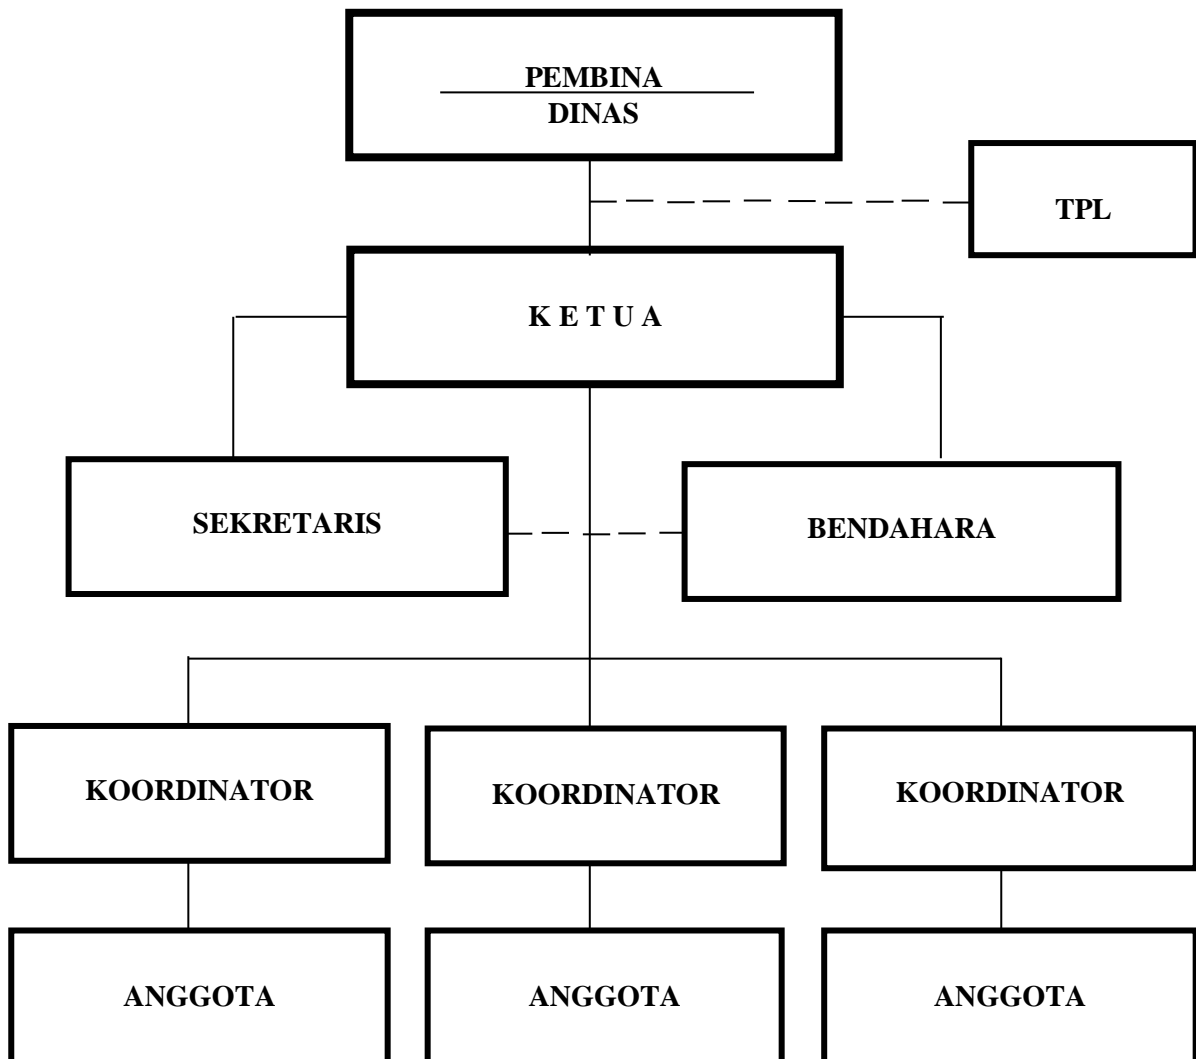 PEMBINA
DINAS
TPL
K E T U A
SEKRETARIS
BENDAHARA
KOORDINATOR
KOORDINATOR
KOORDINATOR
ANGGOTA
ANGGOTA
ANGGOTA